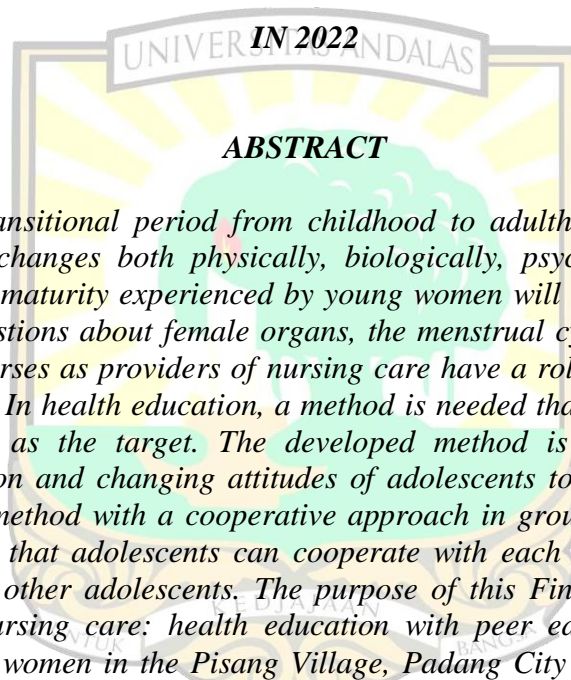 IN 2022
UNIVERSITAS ANDALAS
ABSTRACT
ansitional period from childhood to adulth
changes both physically, biologically, psyc
maturity experienced by young women will
stions about female organs, the menstrual cy
rses as providers of nursing care have a rol
In health education, a method is needed tha
as the target. The developed method is
on and changing attitudes of adolescents to
method with a cooperative approach in grou
that adolescents can cooperate with each
other adolescents. The purpose of this Fin
KEDJAJAAN
ursing care: health education with peer ed
UNTUK BANGSA
women in the Pisang Village, Padang City